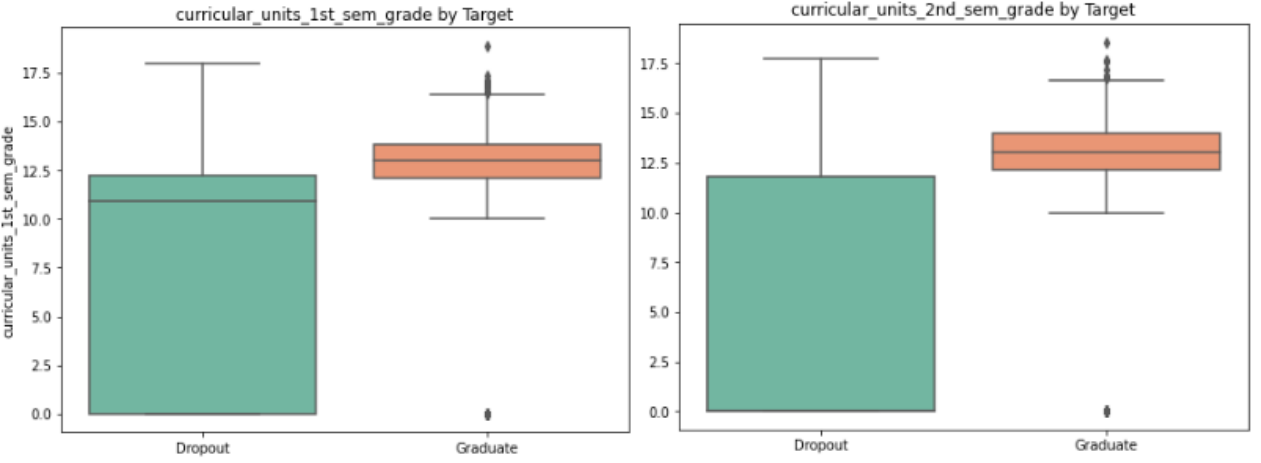 curricular_units_1st_sem_grade by Target
curricular_units_1st_sem_grade
17.5
15.0
12.5
10.0
7.5
5.0
2.5
0.0
Dropout
Graduate
curricular_units_2nd_sem_grade by Target
17.5
15.0
12.5
10.0
7.5
5.0
2.5
0.0
Dropout
Graduate